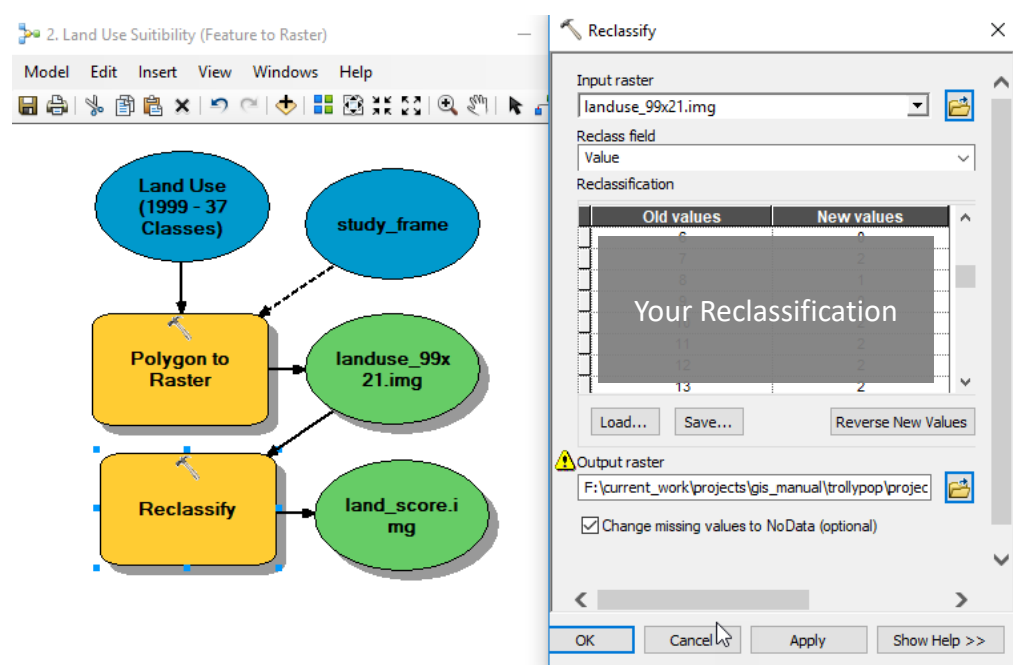 2. Land Use Suitibility (Feature to Raster)
Model Edit Insert View Windows Help
Land Use
(1999 - 37
Classes)
study_frame
Polygon to
Raster
landuse_99x
21.img
Reclassify
land_score.i
mg
Reclassify
Input raster
landuse_99x21.img
Reclass field
Value
Reclassification
Old values New values
7 2
8 1
Your Reclassification
11 2
12 2
13 2
Load... Save... Reverse New Values
Output raster
F:\current_work\projects\gis_manual\trollypop\projec
Change missing values to NoData (optional)
OK Cancel Apply Show Help >>